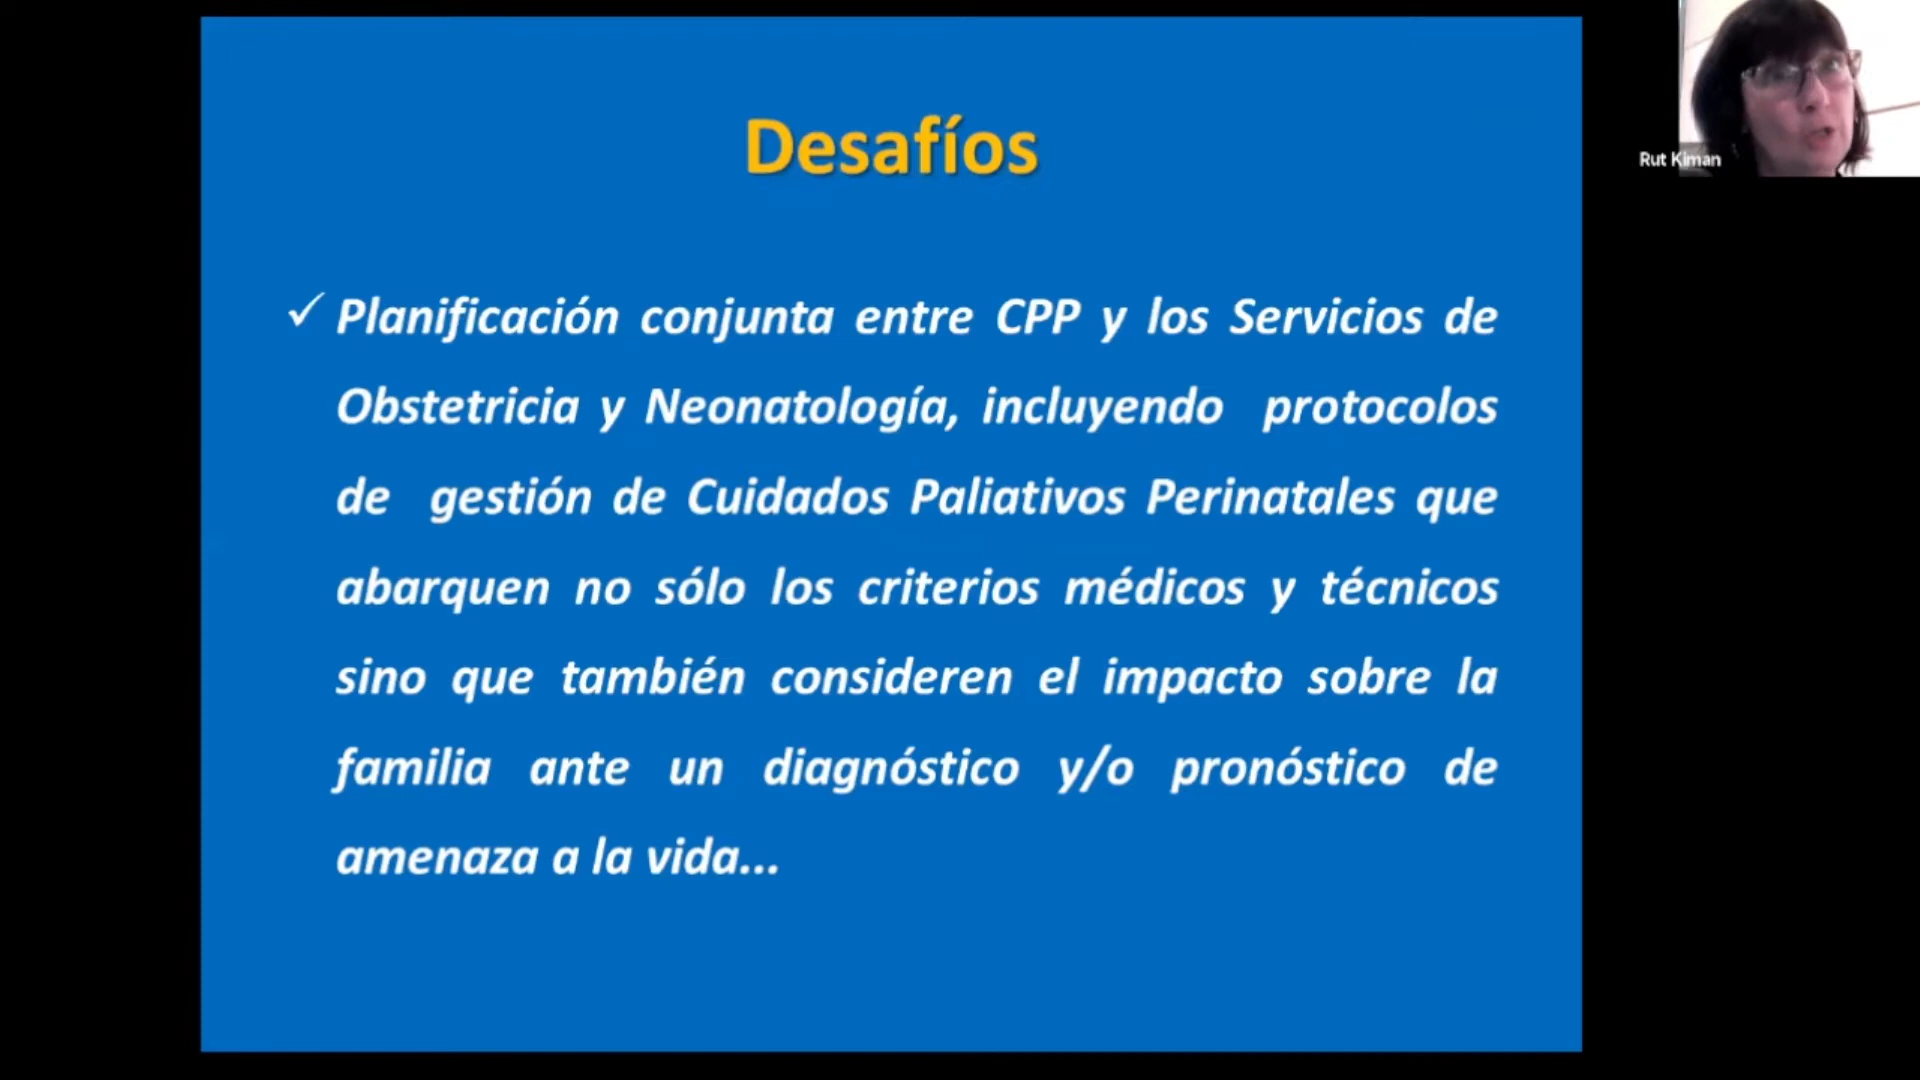 Desafíos
✓ Planificación conjunta entre CPP y los Servicios de
Obstetricia y Neonatología, incluyendo protocolos
de gestión de Cuidados Paliativos Perinatales que
abarquen no sólo los criterios médicos y técnicos
sino que también consideren el impacto sobre la
familia ante un diagnóstico y/o pronóstico de
amenaza a la vida...
Rut Kiman